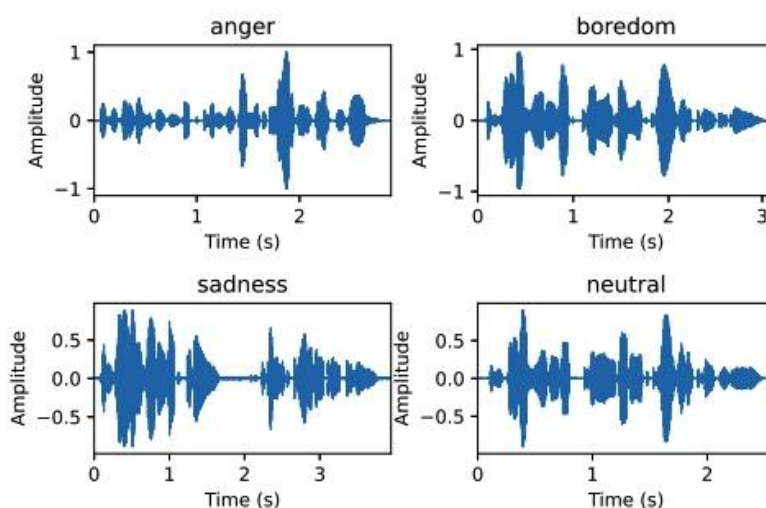 anger
Amplitude
1
0
−1
0 1 2
Time (s)
boredom
Amplitude
1
0
−1
0 1 2 3
Time (s)
sadness
Amplitude
0.5
0.0
−0.5
0 1 2 3
Time (s)
neutral
Amplitude
0.5
0.0
−0.5
0 1 2
Time (s)